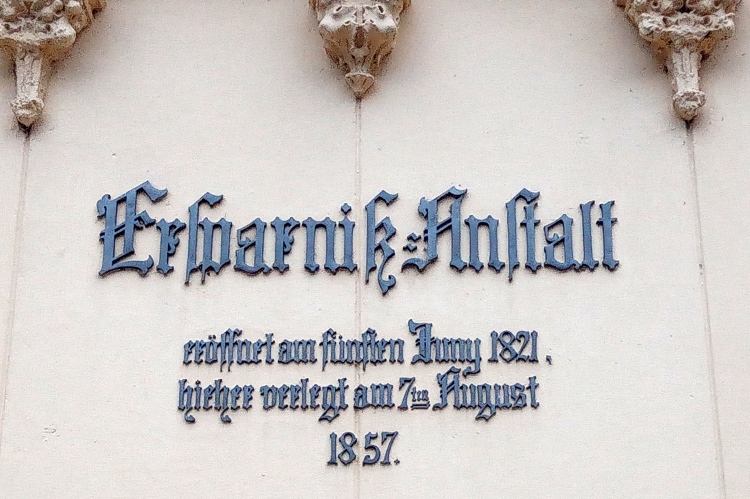 Ersparniß=Anstalt
eröffnet am fünften Juny 1821,
hieher verlegt am 7ten August
1857.